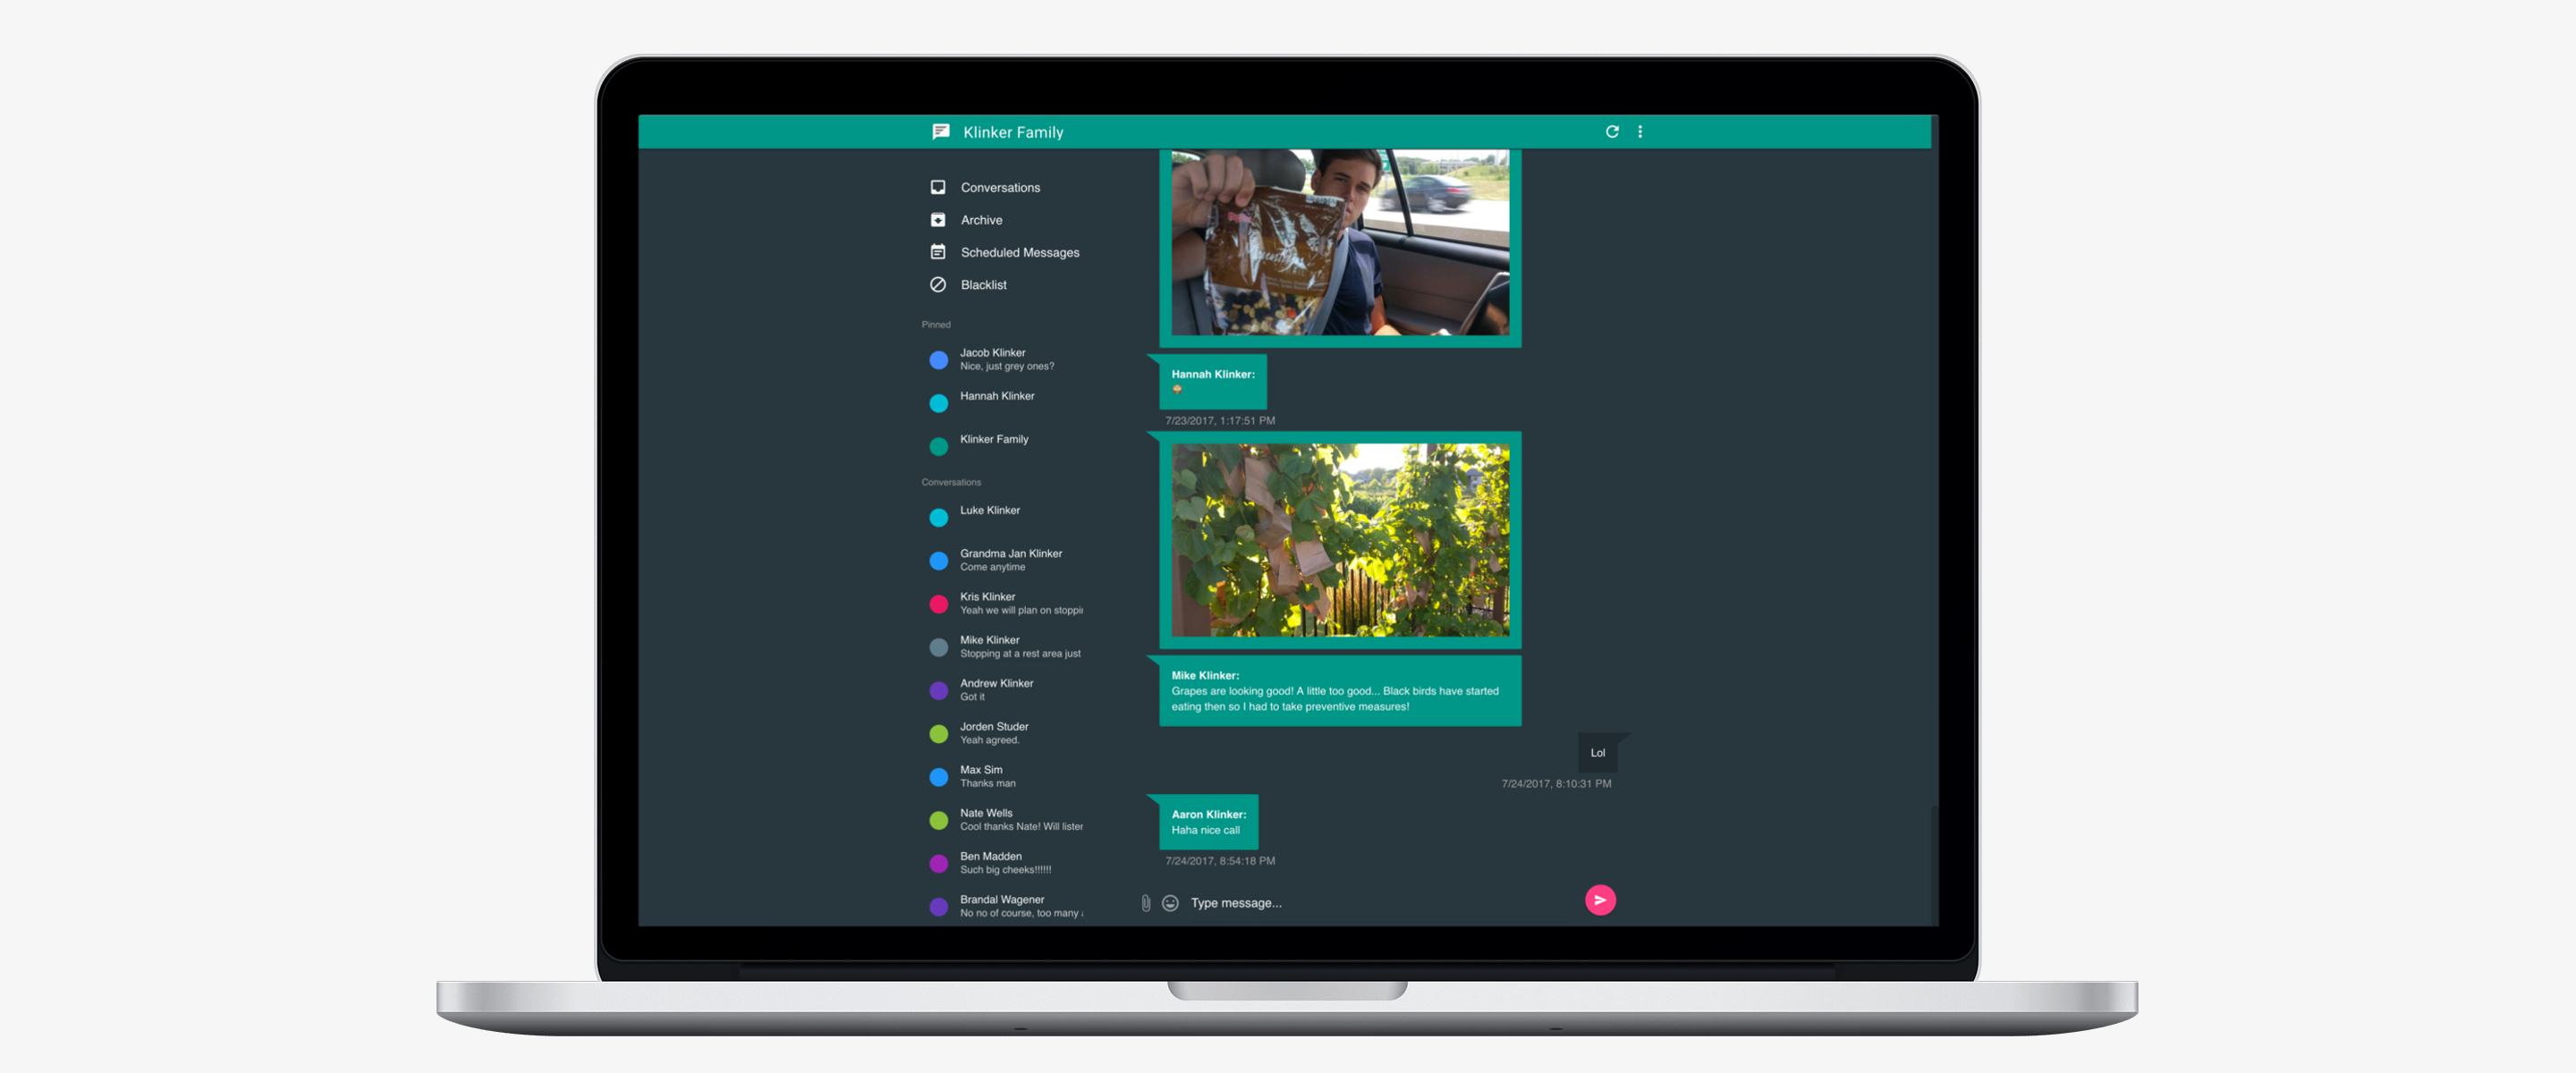 Klinker Family
Conversations
Archive
Scheduled Messages
Blacklist
Pinned
Jacob Klinker
Nice, just grey ones?
Hannah Klinker
Klinker Family
Conversations
Luke Klinker
Grandma Jan Klinker
Come anytime
Kris Klinker
Yeah we will plan on stoppi
Mike Klinker
Stopping at a rest area just
Andrew Klinker
Got it
Jorden Studer
Yeah agreed.
Max Sim
Thanks man
Nate Wells
Cool thanks Nate! Will lister
Ben Madden
Such big cheeks!!!!!!
Brandal Wagener
No no of course, too many
Hannah Klinker:
7/23/2017, 1:17:51 PM
Mike Klinker:
Grapes are looking good! A little too good... Black birds have started
eating then so I had to take preventive measures!
Lol
7/24/2017, 8:10:31 PM
Aaron Klinker:
Haha nice call
7/24/2017, 8:54:18 PM
Type message...